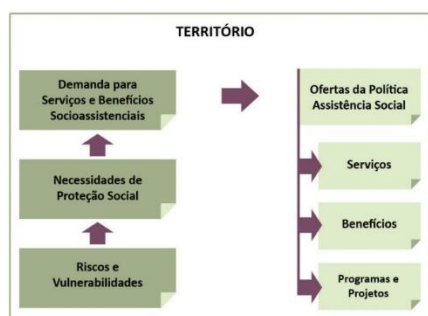 TERRITÓRIO
Demanda para
Serviços e Benefícios
Socioassistenciais
Necessidades de
Proteção Social
Riscos e
Vulnerabilidades
Ofertas da Política
Assistência Social
Serviços
Benefícios
Programas e
Projetos